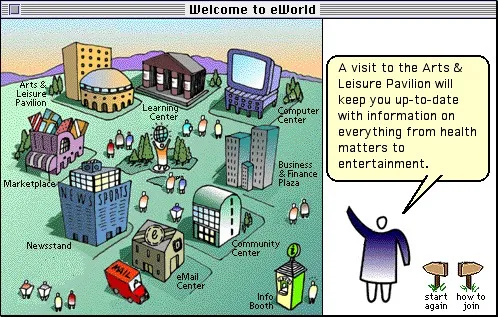 Welcome to eWorld
Arts &
Leisure
Pavilion
Learning
Center
Computer
Center
Marketplace
Business
& Finance
Plaza
NEWS
SPORTS
Newsstand
Community
Center
e
MAIL
eMail
Center
i
Info
Booth
A visit to the Arts &
Leisure Pavilion will
keep you up-to-date
with information on
everything from health
matters to
entertainment.
start
again
how to
join